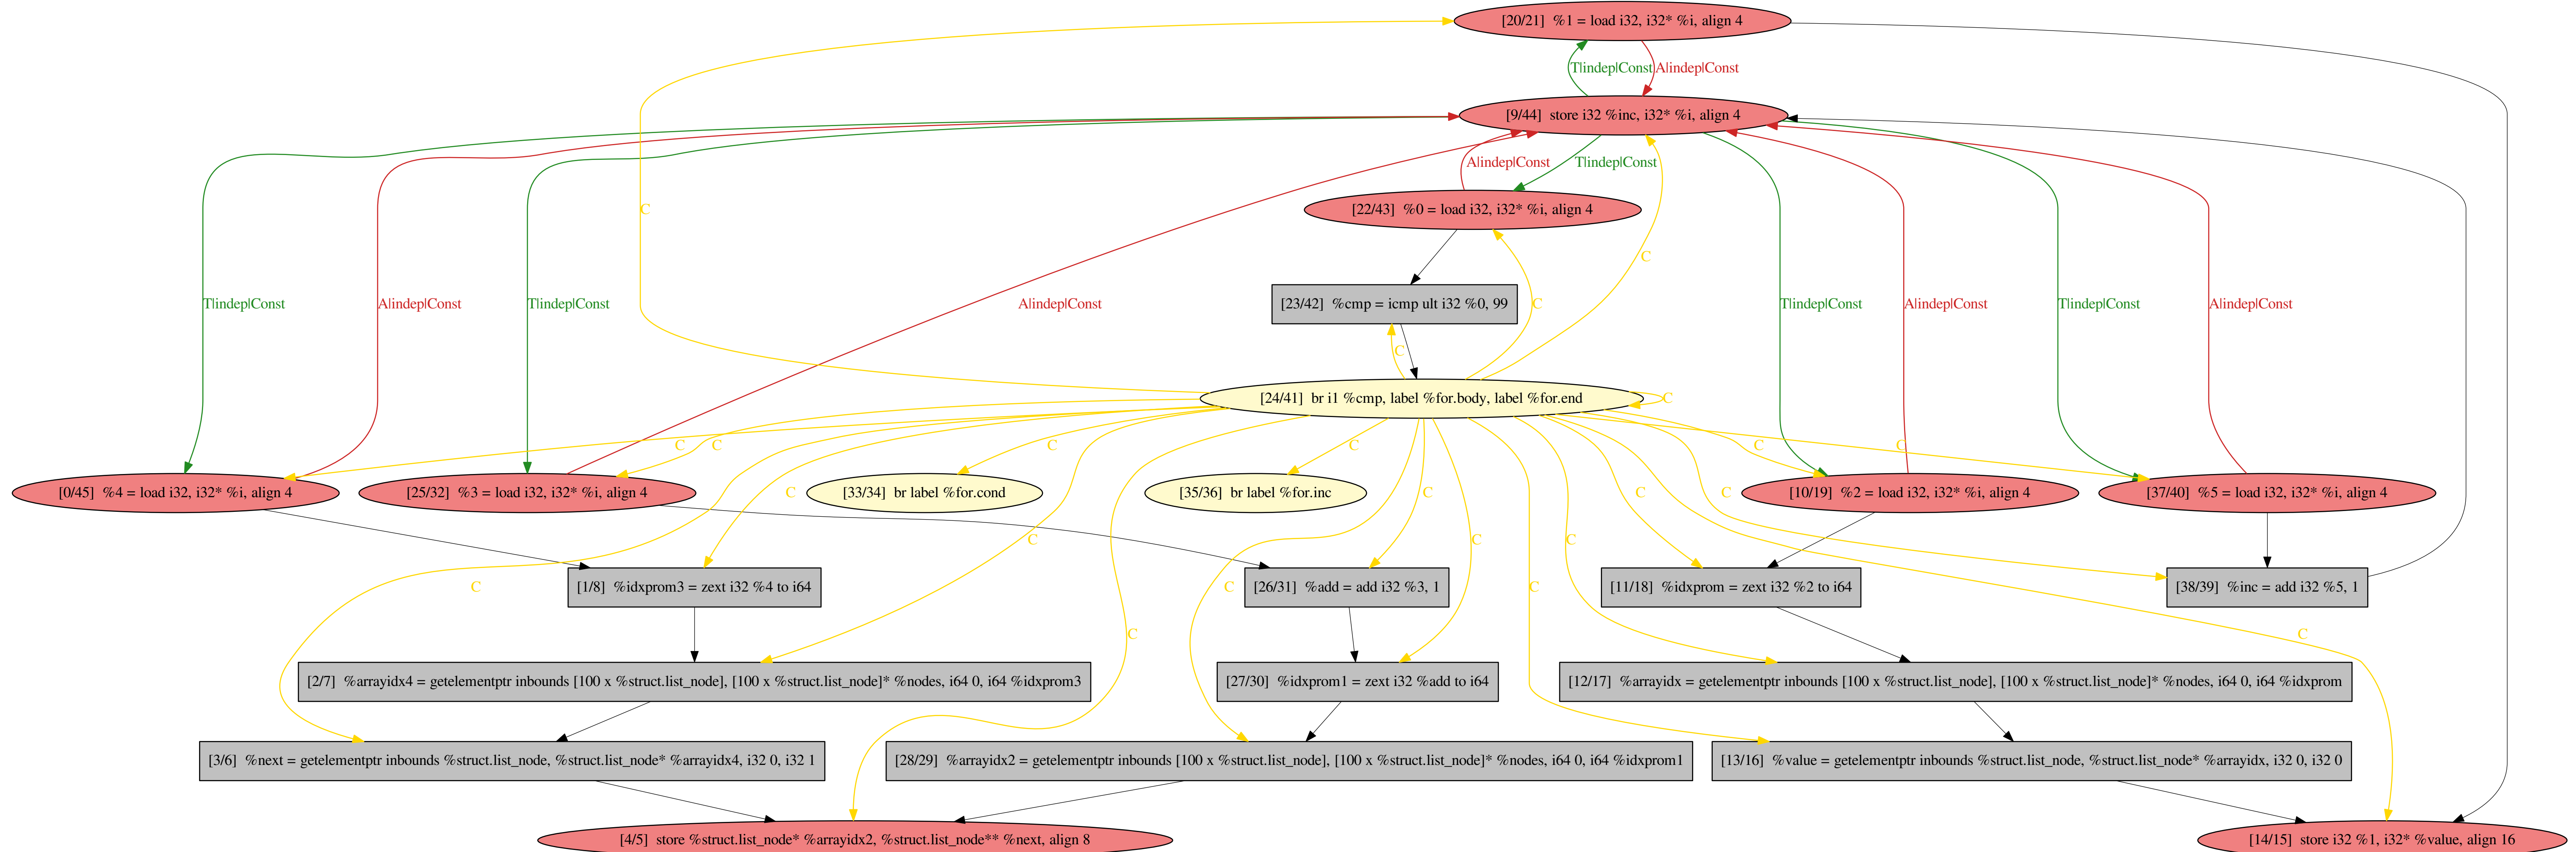 [20/21] %1 = load i32, i32* %i, align 4
T|indep|Const
A|indep|Const
[9/44] store i32 %inc, i32* %i, align 4
A|indep|Const
T|indep|Const
C
[22/43] %0 = load i32, i32* %i, align 4
C
T|indep|Const
A|indep|Const
T|indep|Const
A|indep|Const
[23/42] %cmp = icmp ult i32 %0, 99
C
T|indep|Const
A|indep|Const
T|indep|Const
A|indep|Const
C
[24/41] br i1 %cmp, label %for.body, label %for.end
C
C
C
C
C
C
C
[0/45] %4 = load i32, i32* %i, align 4
[25/32] %3 = load i32, i32* %i, align 4
C
[33/34] br label %for.cond
[35/36] br label %for.inc
C
C
C
C
[10/19] %2 = load i32, i32* %i, align 4
[37/40] %5 = load i32, i32* %i, align 4
C
C
C
C
[1/8] %idxprom3 = zext i32 %4 to i64
C
[26/31] %add = add i32 %3, 1
C
[11/18] %idxprom = zext i32 %2 to i64
[38/39] %inc = add i32 %5, 1
C
C
[2/7] %arrayidx4 = getelementptr inbounds [100 x %struct.list_node], [100 x %struct.list_node]* %nodes, i64 0, i64 %idxprom3
[27/30] %idxprom1 = zext i32 %add to i64
[12/17] %arrayidx = getelementptr inbounds [100 x %struct.list_node], [100 x %struct.list_node]* %nodes, i64 0, i64 %idxprom
[3/6] %next = getelementptr inbounds %struct.list_node, %struct.list_node* %arrayidx4, i32 0, i32 1
[28/29] %arrayidx2 = getelementptr inbounds [100 x %struct.list_node], [100 x %struct.list_node]* %nodes, i64 0, i64 %idxprom1
[13/16] %value = getelementptr inbounds %struct.list_node, %struct.list_node* %arrayidx, i32 0, i32 0
[4/5] store %struct.list_node* %arrayidx2, %struct.list_node** %next, align 8
[14/15] store i32 %1, i32* %value, align 16